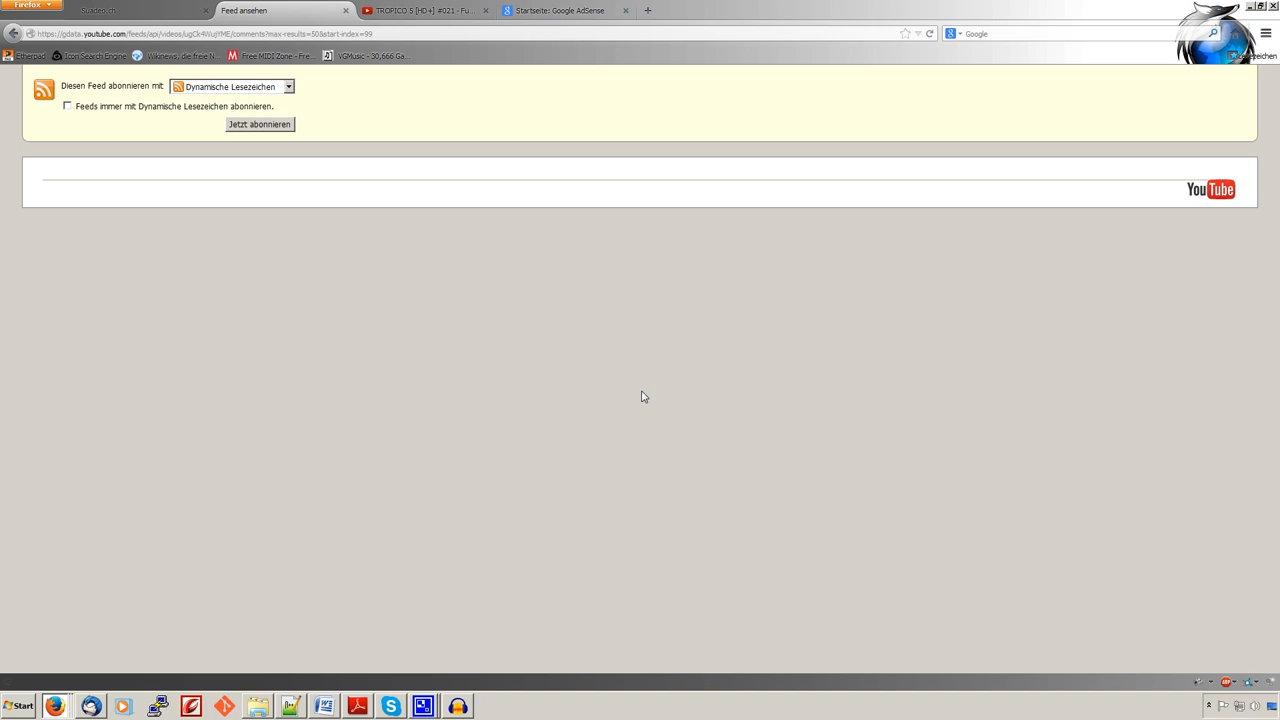 Firefox
Suadeo.ch
Feed ansehen
TROPICO 5 [HD+] #021 - Fu...
Startseite: Google AdSense
https://gdata.youtube.com/feeds/api/videos/ugCk4WujYME/comments?max-results=50&start-index=99
Google
Etherpad
Icon Search Engine
Wikinews, die freie N...
Free MIDI Zone - Fre...
VGMusic - 30,666 Ga...
Lesezeichen
Diesen Feed abonnieren mit
Dynamische Lesezeichen
Feeds immer mit Dynamische Lesezeichen abonnieren.
Jetzt abonnieren
YouTube
Start